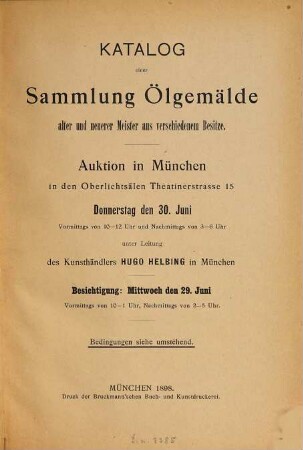 KATALOG
einer
Sammlung Ölgemälde
alter und neuerer Meister aus verschiedenem Besitze.
Auktion in München
in den Oberlichtsälen Theatinerstrasse 15
Donnerstag den 30. Juni
Vormittags von 10–12 Uhr und Nachmittags von 3–6 Uhr
unter Leitung
des Kunsthändlers HUGO HELBING in München
Besichtigung: Mittwoch den 29. Juni
Vormittags von 10–1 Uhr, Nachmittags von 3–5 Uhr.
Bedingungen siehe umstehend.
MÜNCHEN 1898.
Druck der Bruckmann'schen Buch- und Kunstdruckerei.